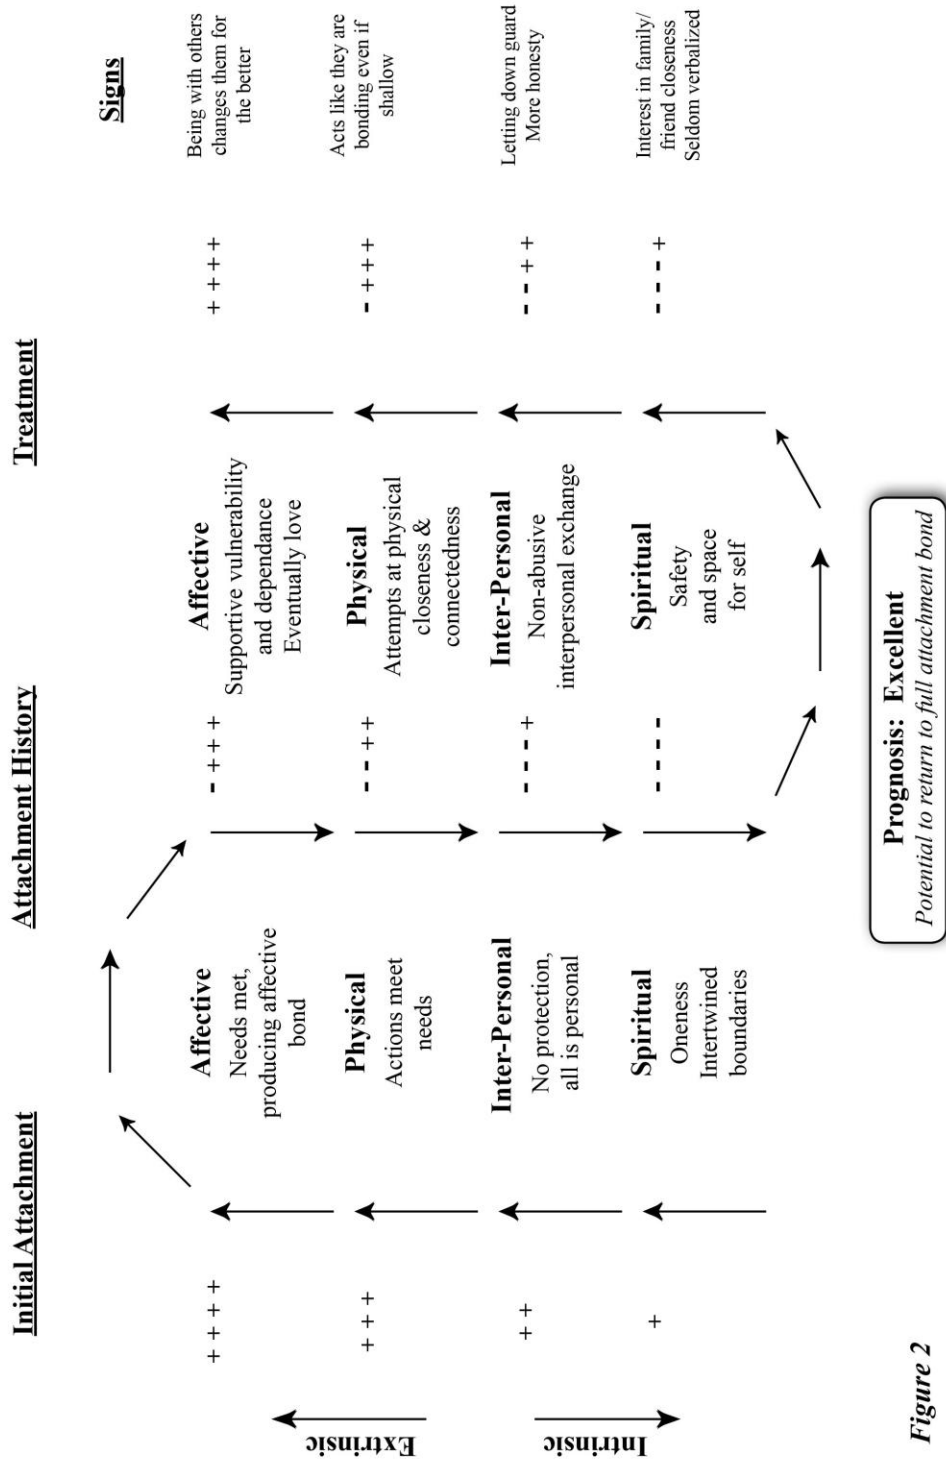 Initial Attachment
Attachment History
Treatment
Signs
Extrinsic
Intrinsic
+ + + +
Affective
Needs met,
producing affective
bond
- + + +
Affective
Supportive vulnerability
and dependance
Eventually love
+ + + +
Being with others
changes them for
the better
+ + +
Physical
Actions meet
needs
- - + +
Physical
Attempts at physical
closeness &
connectedness
- + + +
Acts like they are
bonding even if
shallow
+ +
Inter-Personal
No protection,
all is personal
- - - +
Inter-Personal
Non-abusive
interpersonal exchange
- - + +
Letting down guard
More honesty
+
Spiritual
Oneness
Intertwined
boundaries
- - - -
Spiritual
Safety
and space
for self
- - - +
Interest in family/
friend closeness
Seldom verbalized
Prognosis: Excellent
Potential to return to full attachment bond
Figure 2